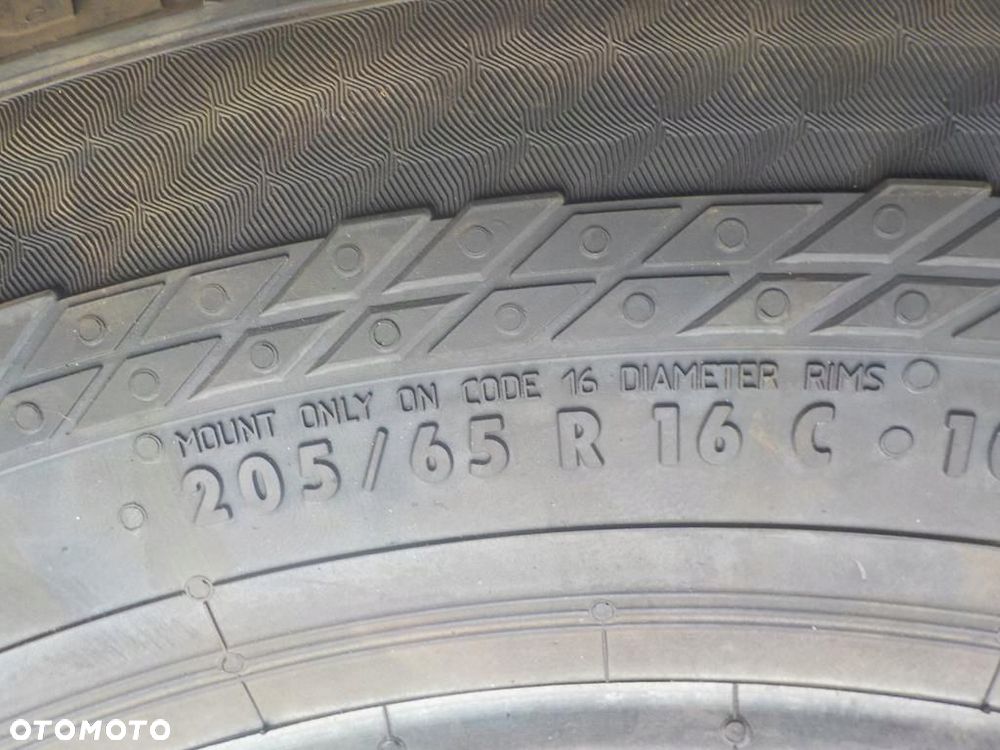 MOUNT ONLY ON CODE 16 DIAMETER RIMS
205/65 R 16 C
OTOMOTO